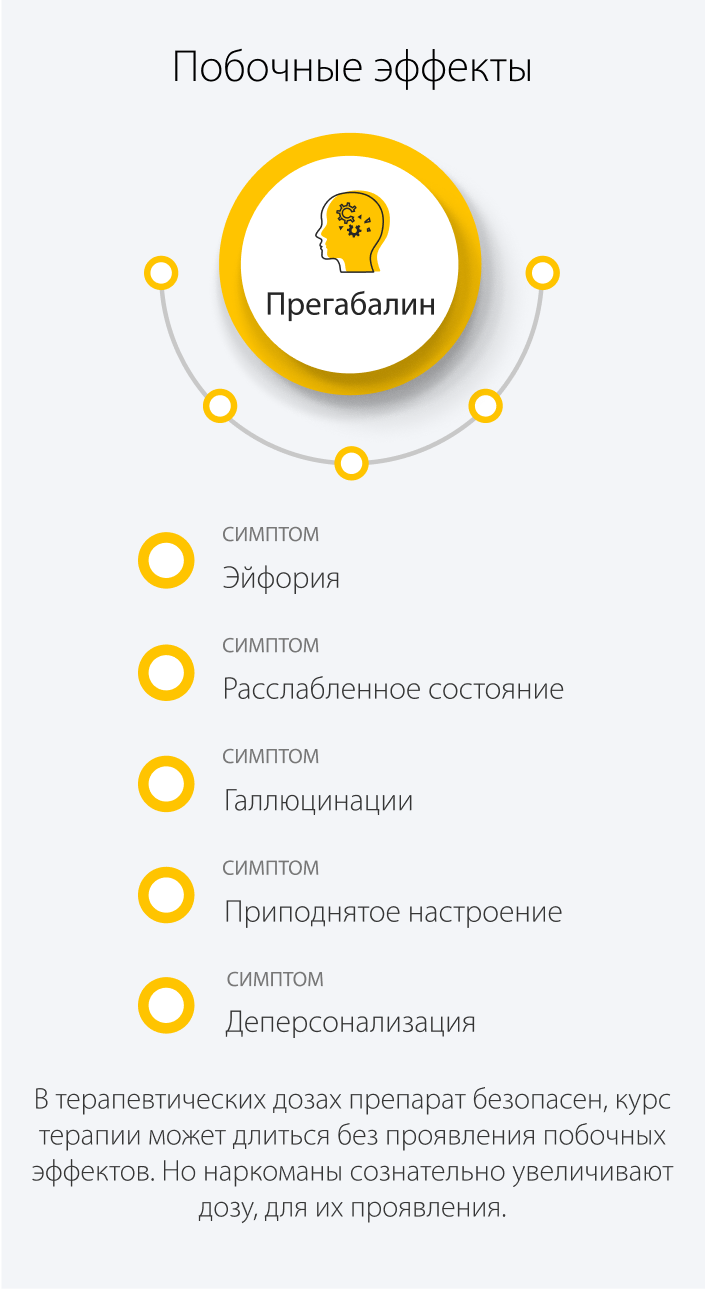 Побочные эффекты
Прегабалин
СИМПТОМ
Эйфория
СИМПТОМ
Расслабленное состояние
СИМПТОМ
Галлюцинации
СИМПТОМ
Приподнятое настроение
СИМПТОМ
Деперсонализация
В терапевтических дозах препарат безопасен, курс
терапии может длиться без проявления побочных
эффектов. Но наркоманы сознательно увеличивают
дозу, для их проявления.